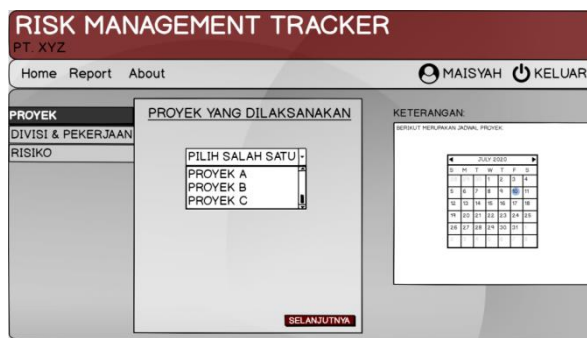 RISK MANAGEMENT TRACKER
PT. XYZ
Home Report About
MAISYAH KELUAR
PROYEK
DIVISI & PEKERJAAN
RISIKO
PROYEK YANG DILAKSANAKAN
PILIH SALAH SATU
PROYEK A
PROYEK B
PROYEK C
SELANJUTNYA
KETERANGAN:
BERIKUT MERUPAKAN JADWAL PROYEK.
JULY 2020
S M T W T F S
1 2 3 4
5 6 7 8 9 10 11
12 13 14 15 16 17 18
19 20 21 22 23 24 25
26 27 28 29 30 31